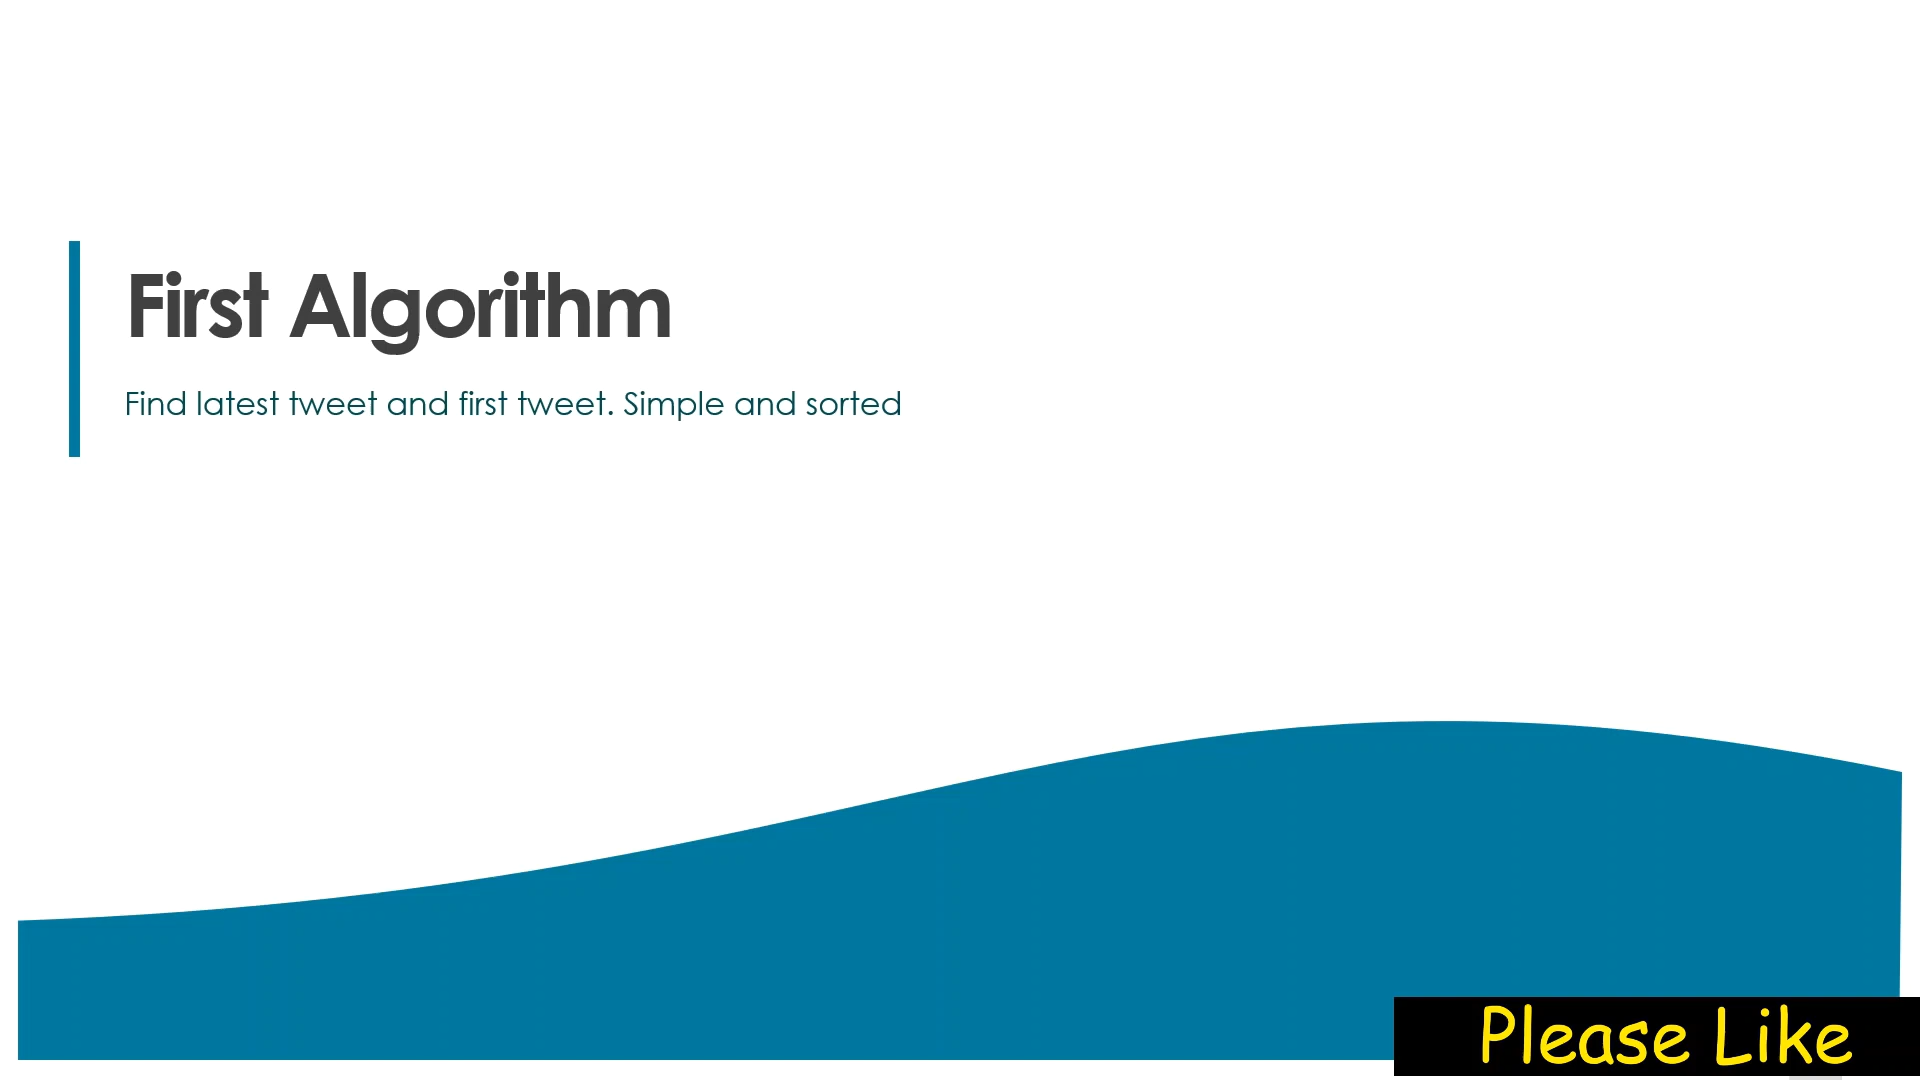 First Algorithm
Find latest tweet and first tweet. Simple and sorted
Please Like